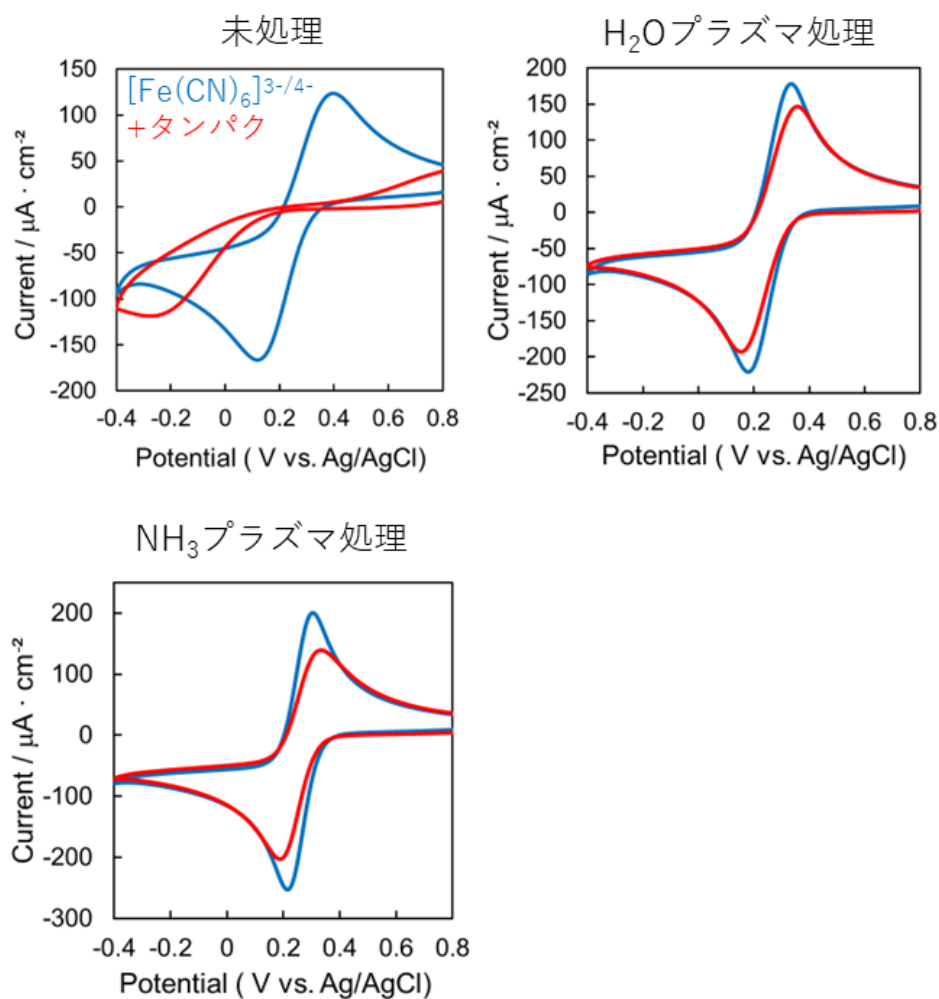 未処理
150
100
50
0
-50
-100
-150
-200
[Fe(CN)₆]³⁻/⁴⁻
+タンパク
Current / μA · cm⁻²
-0.4 -0.2 0 0.2 0.4 0.6 0.8
Potential ( V vs. Ag/AgCl)
H₂Oプラズマ処理
200
150
100
50
0
-50
-100
-150
-200
-250
Current / μA · cm⁻²
-0.4 -0.2 0 0.2 0.4 0.6 0.8
Potential ( V vs. Ag/AgCl)
NH₃プラズマ処理
200
100
0
-100
-200
-300
Current / μA · cm⁻²
-0.4 -0.2 0 0.2 0.4 0.6 0.8
Potential ( V vs. Ag/AgCl)